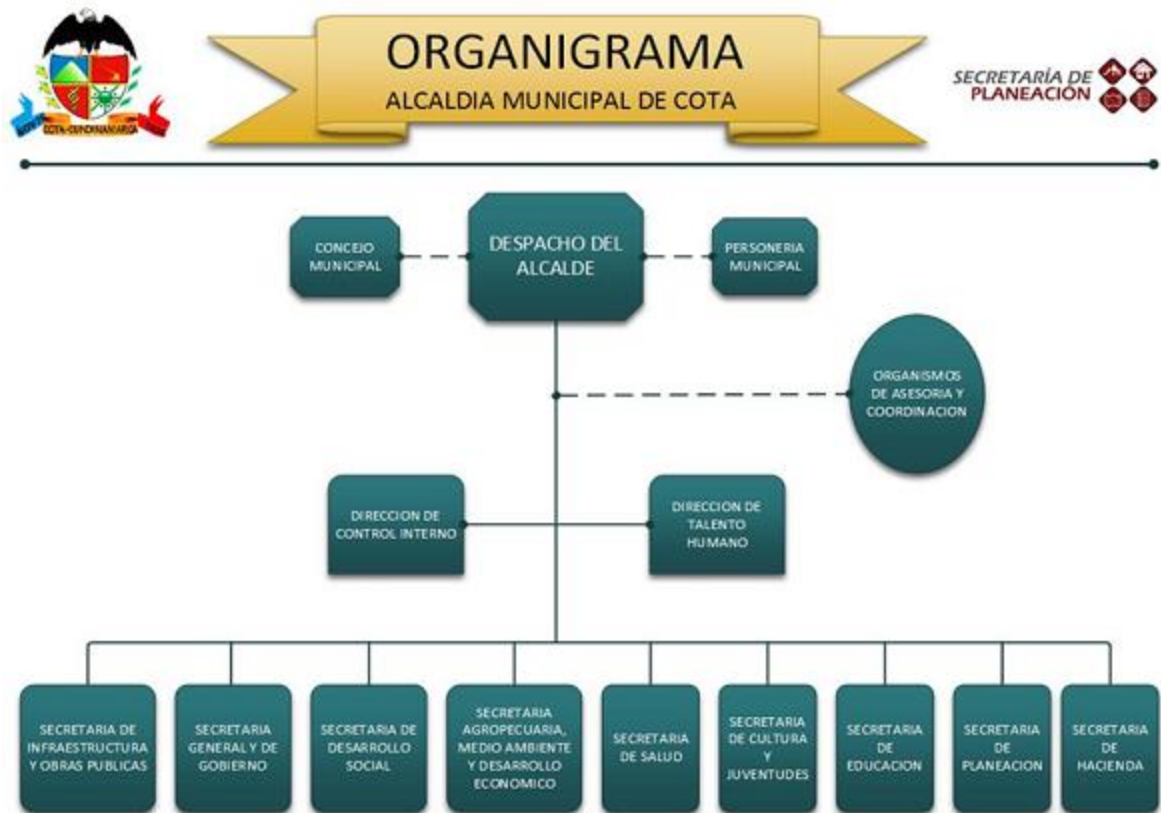 ORGANIGRAMA
ALCALDIA MUNICIPAL DE COTA
SECRETARÍA DE
PLANEACIÓN
COTA-CUNDINAMARCA
CONCEJO
MUNICIPAL
DESPACHO DEL
ALCALDE
PERSONERIA
MUNICIPAL
ORGANISMOS
DE ASESORIA Y
COORDINACION
DIRECCION DE
CONTROL INTERNO
DIRECCION DE
TALENTO
HUMANO
SECRETARIA DE
INFRAESTRUCTURA
Y OBRAS PUBLICAS
SECRETARIA
GENERAL Y DE
GOBIERNO
SECRETARIA DE
DESARROLLO
SOCIAL
SECRETARIA
AGROPECUARIA,
MEDIO AMBIENTE
Y DESARROLLO
ECONOMICO
SECRETARIA
DE SALUD
SECRETARIA
DE CULTURA
Y
JUVENTUDES
SECRETARIA
DE
EDUCACION
SECRETARIA
DE
PLANEACION
SECRETARIA
DE
HACIENDA